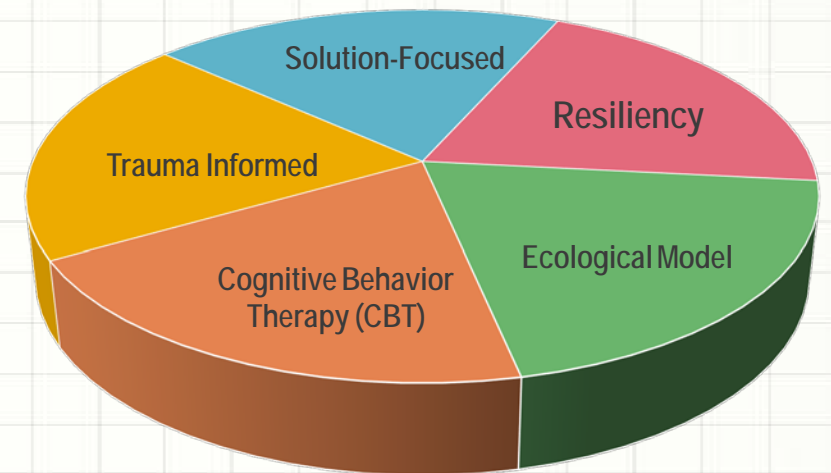 Solution-Focused
Resiliency
Trauma Informed
Ecological Model
Cognitive Behavior
Therapy (CBT)